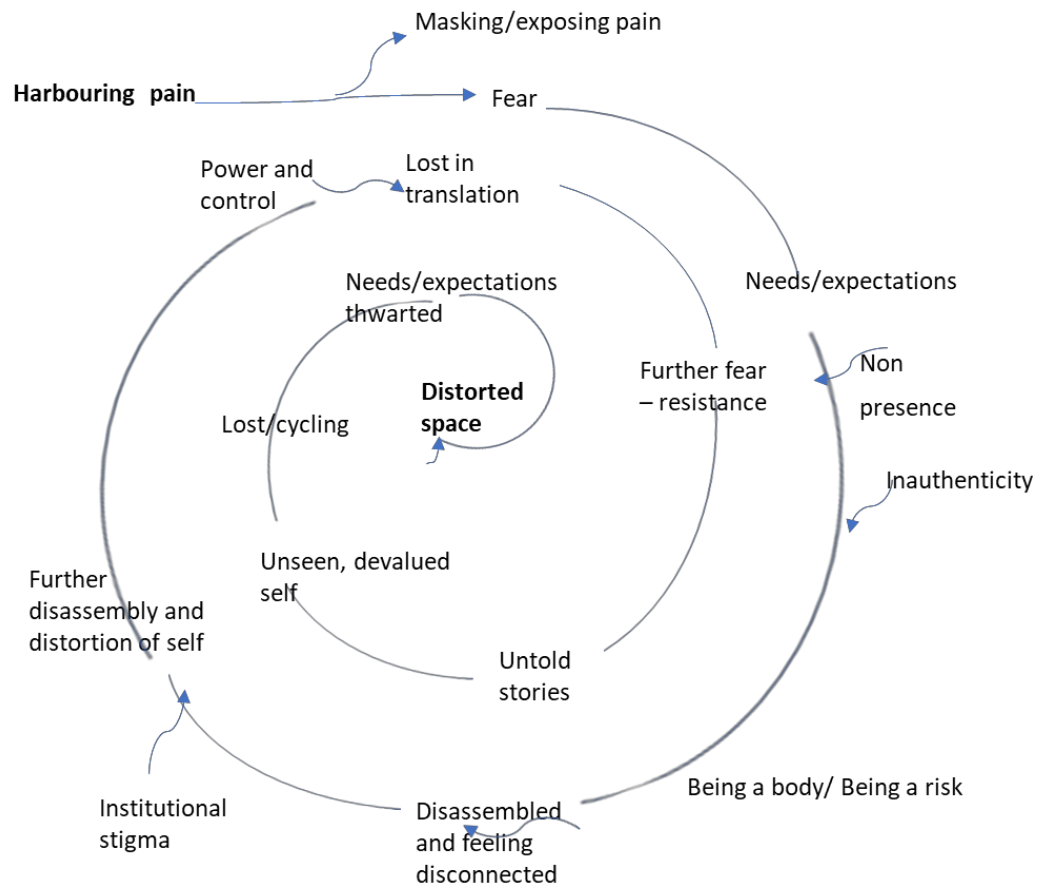 Masking/exposing pain
Harbouring pain
Fear
Power and
control
Lost in
translation
Needs/expectations
Needs/expectations
thwarted
Non
presence
Further fear
– resistance
Distorted
space
Lost/cycling
Inauthenticity
Unseen, devalued
self
Further
disassembly and
distortion of self
Untold
stories
Being a body/ Being a risk
Institutional
stigma
Disassembled
and feeling
disconnected